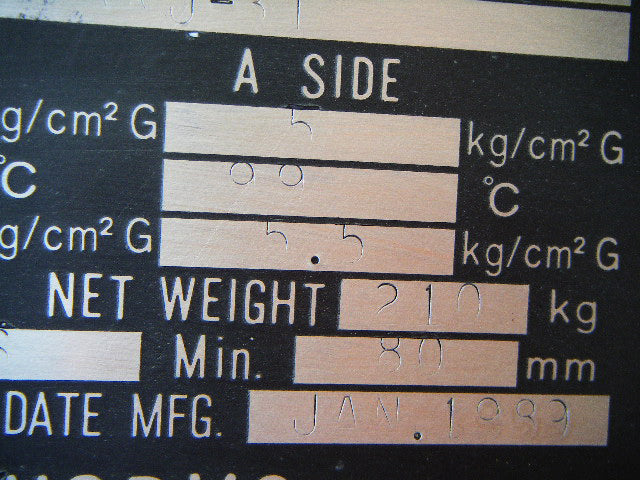 J-31
A SIDE
g/cm² G 5 kg/cm² G
°C 99 °C
g/cm² G 5.5 kg/cm² G
NET WEIGHT 210 kg
Min. 80 mm
DATE MFG. JAN.1989